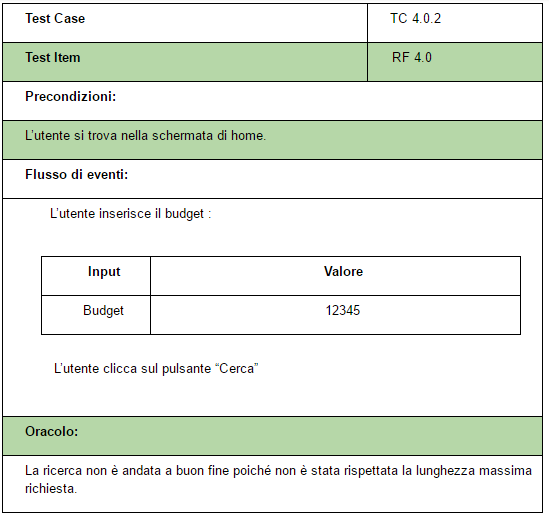 Test Case TC 4.0.2
Test Item RF 4.0
Precondizioni:
L’utente si trova nella schermata di home.
Flusso di eventi:
L’utente inserisce il budget :
Input Valore
Budget 12345
L’utente clicca sul pulsante “Cerca”
Oracolo:
La ricerca non è andata a buon fine poiché non è stata rispettata la lunghezza massima
richiesta.